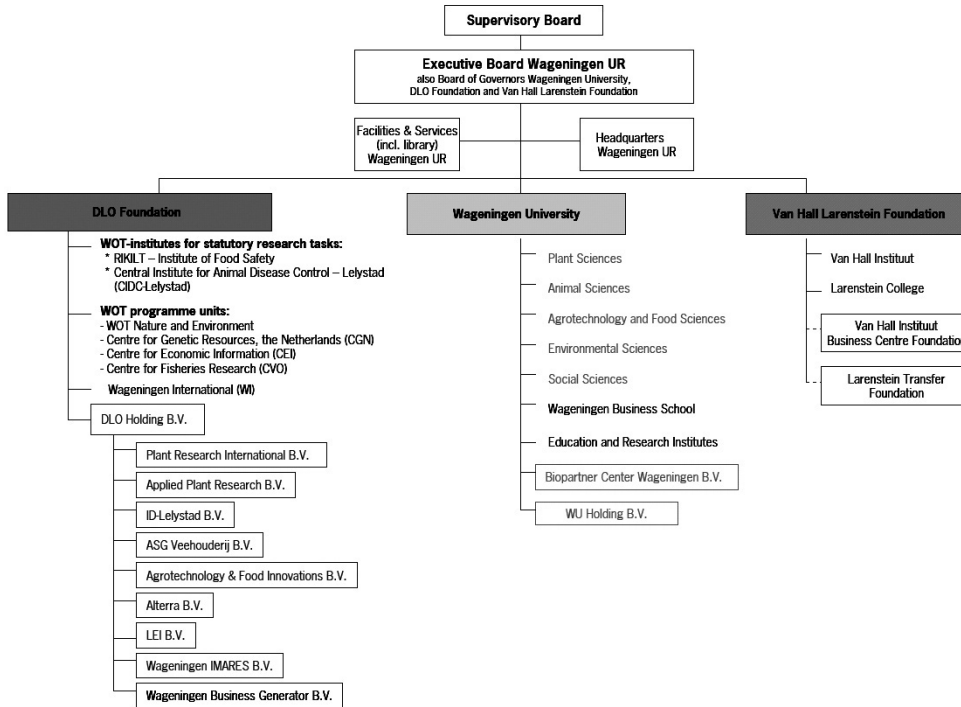 Supervisory Board
Executive Board Wageningen UR
also Board of Governors Wageningen University,
DLO Foundation and Van Hall Larenstein Foundation
Facilities & Services
(incl. library)
Wageningen UR
Headquarters
Wageningen UR
DLO Foundation
WOT-institutes for statutory research tasks:
* RIKILT – Institute of Food Safety
* Central Institute for Animal Disease Control – Lelystad
(CIDC-Lelystad)
WOT programme units:
- WOT Nature and Environment
- Centre for Genetic Resources, the Netherlands (CGN)
- Centre for Economic Information (CEI)
- Centre for Fisheries Research (CVO)
Wageningen International (WI)
DLO Holding B.V.
Plant Research International B.V.
Applied Plant Research B.V.
ID-Lelystad B.V.
ASG Veehouderij B.V.
Agrotechnology & Food Innovations B.V.
Alterra B.V.
LEI B.V.
Wageningen IMARES B.V.
Wageningen Business Generator B.V.
Wageningen University
Plant Sciences
Animal Sciences
Agrotechnology and Food Sciences
Environmental Sciences
Social Sciences
Wageningen Business School
Education and Research Institutes
Biopartner Center Wageningen B.V.
WU Holding B.V.
Van Hall Larenstein Foundation
Van Hall Instituut
Larenstein College
Van Hall Instituut
Business Centre Foundation
Larenstein Transfer
Foundation